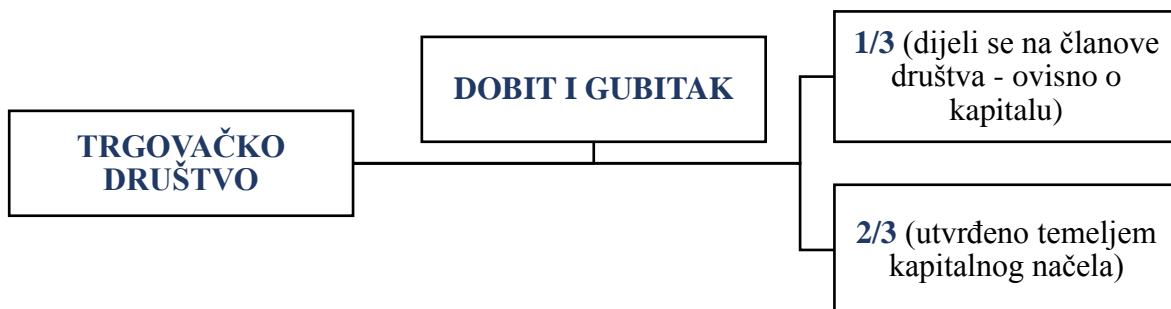 TRGOVAČKO
DRUŠTVO
DOBIT I GUBITAK
1/3 (dijeli se na članove
društva - ovisno o
kapitalu)
2/3 (utvrđeno temeljem
kapitalnog načela)